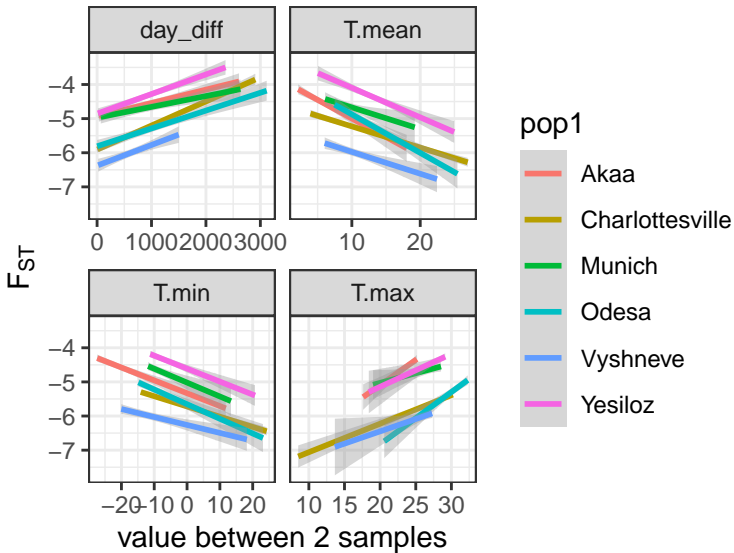 day_diff T.mean
−4
−5
−6
−7
0 1000 2000 3000 10 20
T.min T.max
−4
−5
−6
−7
−20 −10 0 10 20 10 15 20 25 30
value between 2 samples
F_ST
pop1
Akaa
Charlottesville
Munich
Odesa
Vyshneve
Yesiloz